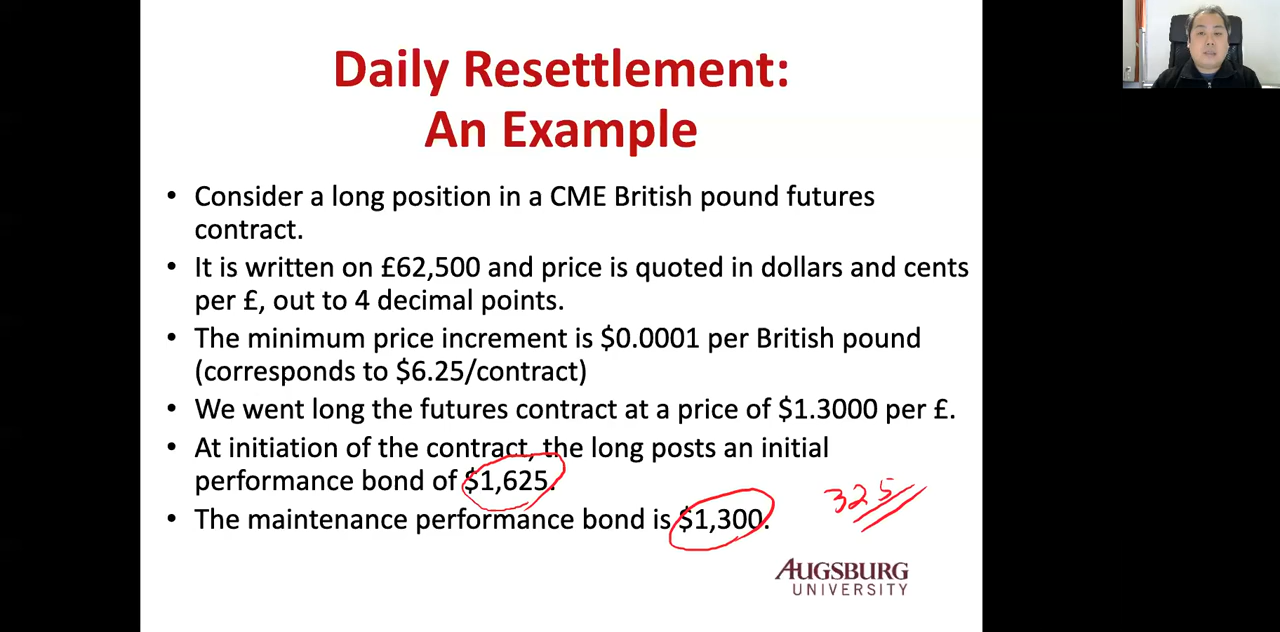 Daily Resettlement:
An Example
• Consider a long position in a CME British pound futures
contract.
• It is written on £62,500 and price is quoted in dollars and cents
per £, out to 4 decimal points.
• The minimum price increment is $0.0001 per British pound
(corresponds to $6.25/contract)
• We went long the futures contract at a price of $1.3000 per £.
• At initiation of the contract, the long posts an initial
performance bond of $1,625.
• The maintenance performance bond is $1,300.
325
AUGSBURG
UNIVERSITY